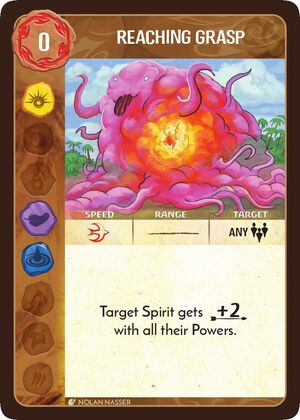 0
REACHING GRASP
SPEED RANGE TARGET
ANY
Target Spirit gets +2
with all their Powers.
NOLAN NASSER